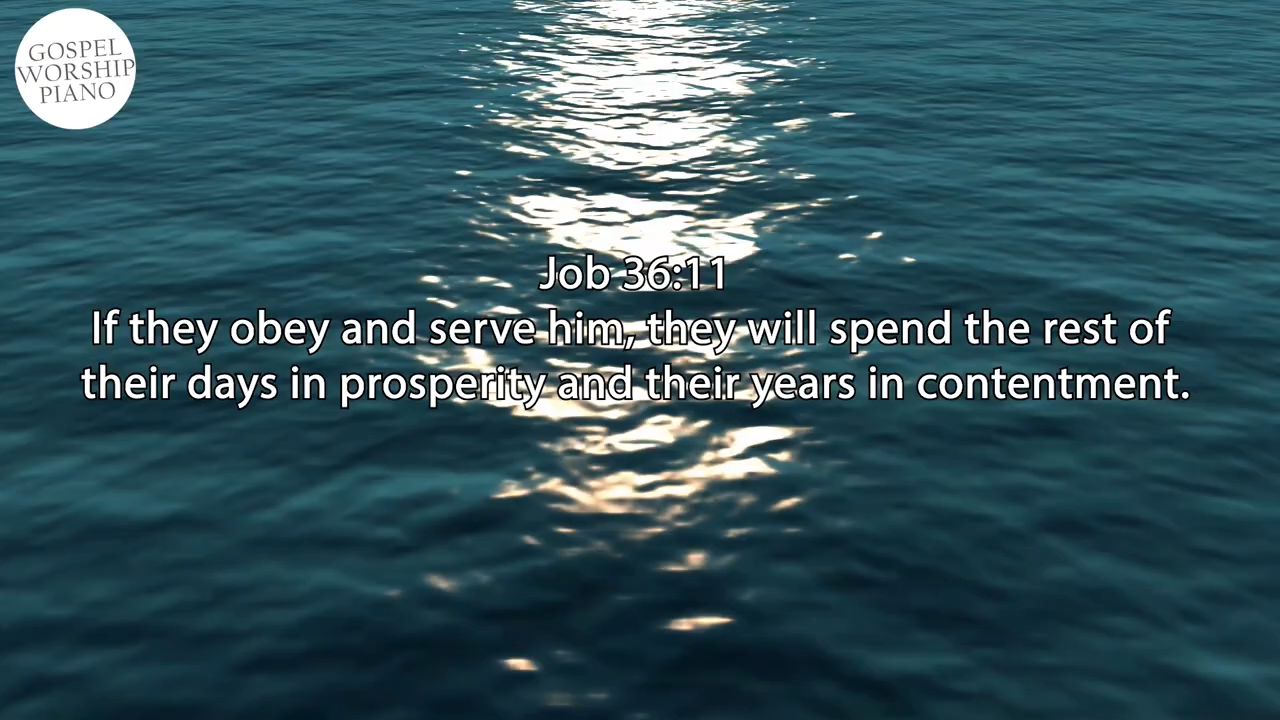 GOSPEL
WORSHIP
PIANO
Job 36:11
If they obey and serve him, they will spend the rest of
their days in prosperity and their years in contentment.